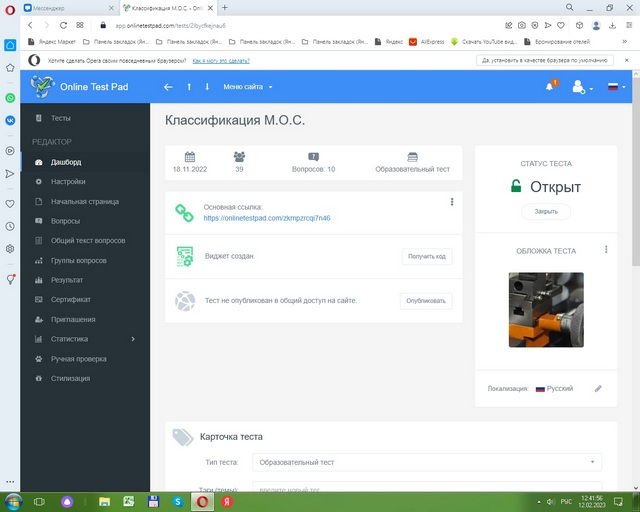 Мессенджер
Классификация М.О.С. - Onl
app.onlinetestpad.com/tests/2lbycfkejnau6
Яндекс Маркет
Панель закладок (Ян...
Панель закладок (Ян...
Панель закладок (Ян...
Панель закладок (Ян...
Яндекс
AliExpress
Скачать YouTube вид...
Бронирование отелей
Хотите сделать Opera своим повседневным браузером?
Как я могу это сделать?
Да, установить в качестве браузера по умолчанию
Online Test Pad
Меню сайта
1
Тесты
РЕДАКТОР
Дашборд
Настройки
Начальная страница
Вопросы
Общий текст вопросов
Группы вопросов
Результат
Сертификат
Приглашения
Статистика
Ручная проверка
Стилизация
Классификация М.О.С.
18.11.2022
39
Вопросов: 10
Образовательный тест
Основная ссылка:
https://onlinetestpad.com/zkmpzrcqi7n46
Виджет создан.
Получить код
Тест не опубликован в общий доступ на сайте.
Опубликовать
СТАТУС ТЕСТА
Открыт
Закрыть
ОБЛОЖКА ТЕСТА
Локализация:
Русский
Карточка теста
Тип теста:
Образовательный тест
Таги (темы):
введите новый тег
РУС
12:41:56
12.02.2023